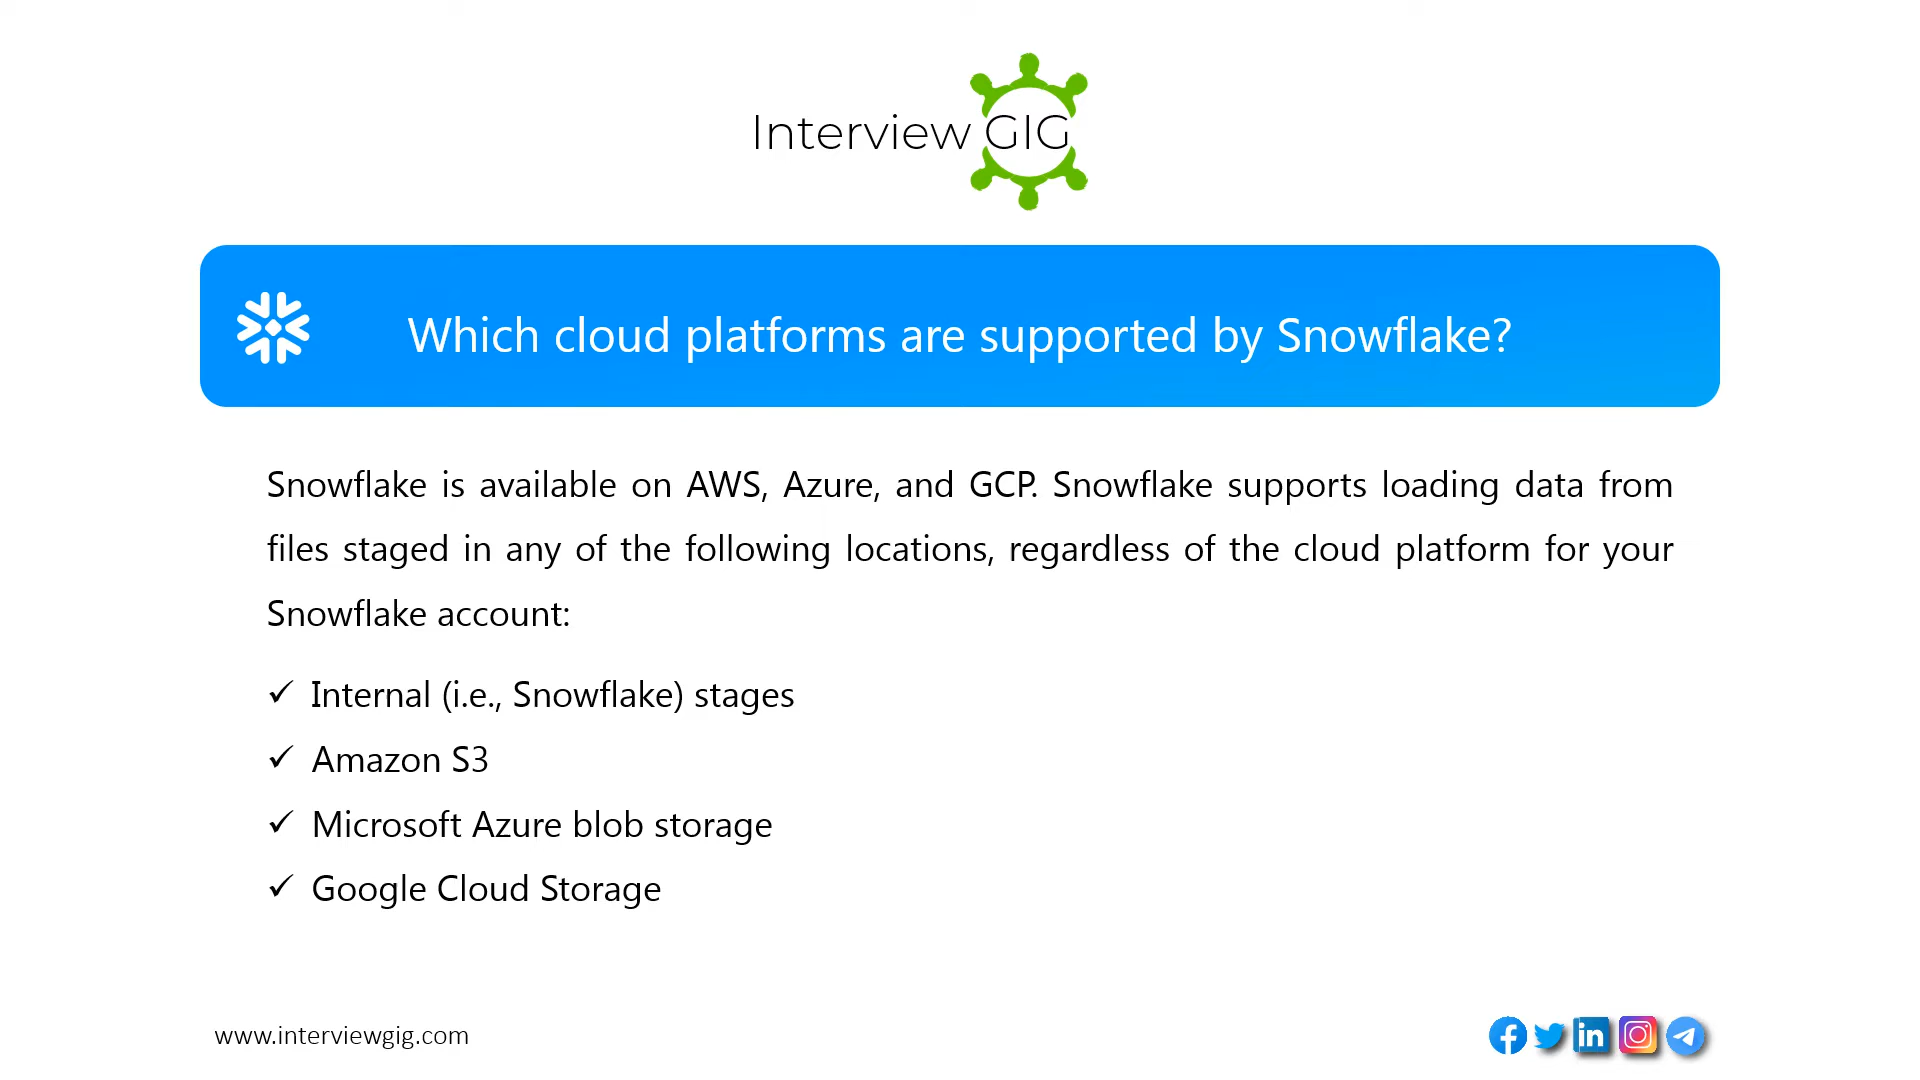 Interview GIG
Which cloud platforms are supported by Snowflake?
Snowflake is available on AWS, Azure, and GCP. Snowflake supports loading data from
files staged in any of the following locations, regardless of the cloud platform for your
Snowflake account:
✓ Internal (i.e., Snowflake) stages
✓ Amazon S3
✓ Microsoft Azure blob storage
✓ Google Cloud Storage
www.interviewgig.com